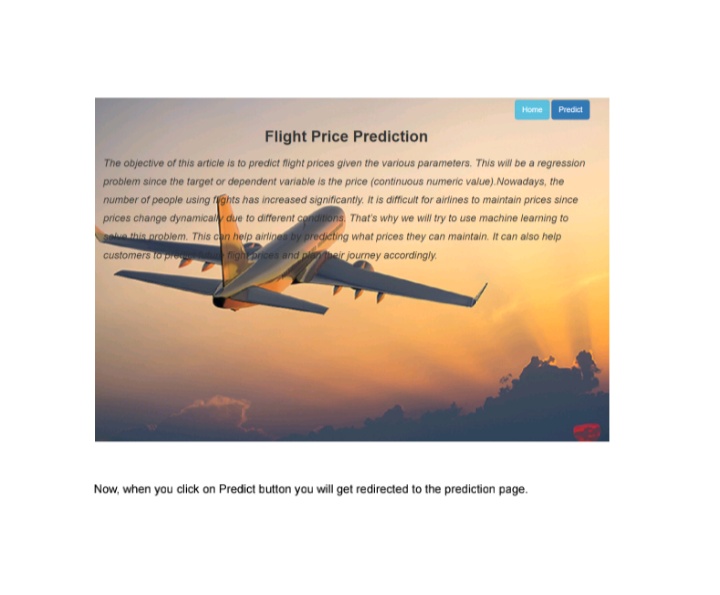 Home Predict
Flight Price Prediction
The objective of this article is to predict flight prices given the various parameters. This will be a regression
problem since the target or dependent variable is the price (continuous numeric value).Nowadays, the
number of people using flights has increased significantly. It is difficult for airlines to maintain prices since
prices change dynamically due to different conditions. That's why we will try to use machine learning to
solve this problem. This can help airlines by predicting what prices they can maintain. It can also help
customers to flight prices and plan their journey accordingly.
Now, when you click on Predict button you will get redirected to the prediction page.